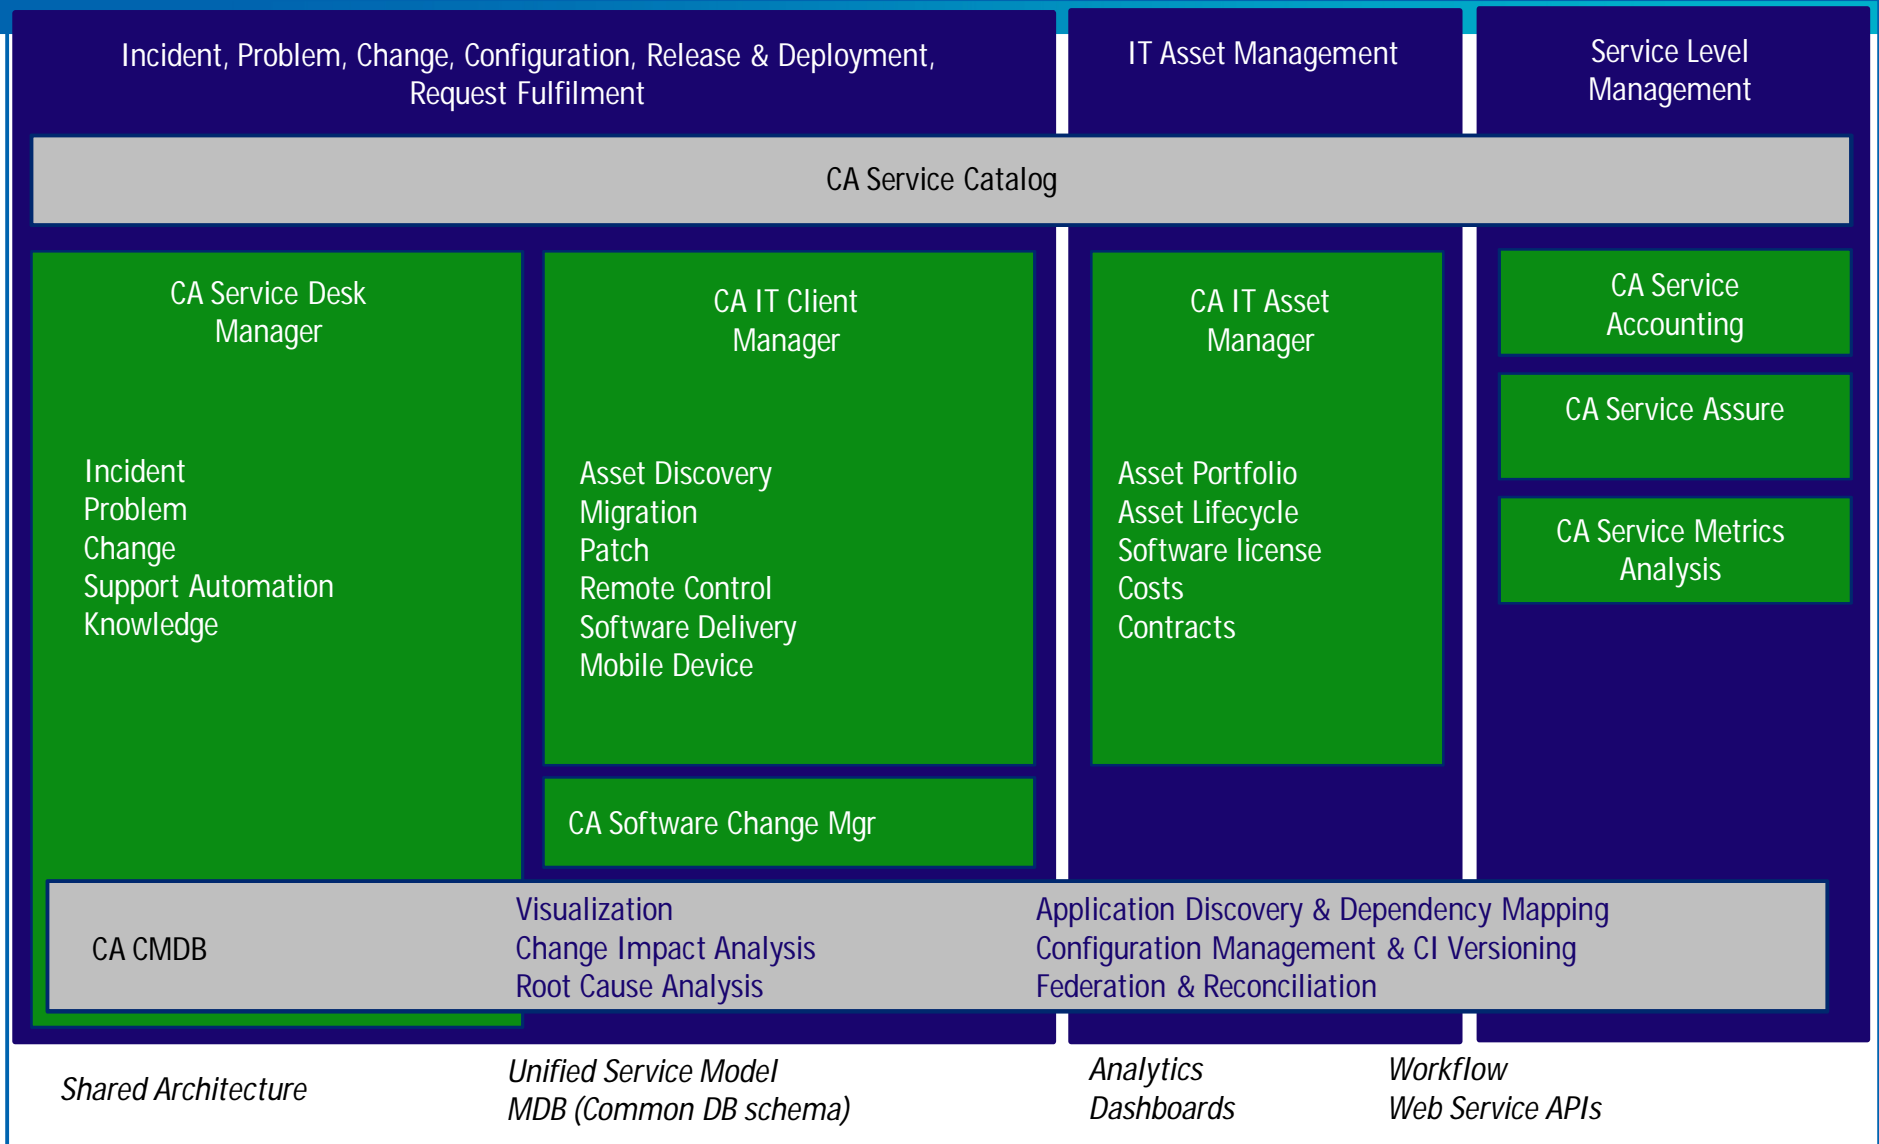 Incident, Problem, Change, Configuration, Release & Deployment,
Request Fulfilment
IT Asset Management
Service Level
Management
CA Service Catalog
CA Service Desk
Manager
Incident
Problem
Change
Support Automation
Knowledge
CA IT Client
Manager
Asset Discovery
Migration
Patch
Remote Control
Software Delivery
Mobile Device
CA Software Change Mgr
CA IT Asset
Manager
Asset Portfolio
Asset Lifecycle
Software license
Costs
Contracts
CA Service
Accounting
CA Service Assure
CA Service Metrics
Analysis
CA CMDB
Visualization
Change Impact Analysis
Root Cause Analysis
Application Discovery & Dependency Mapping
Configuration Management & CI Versioning
Federation & Reconciliation
Shared Architecture
Unified Service Model
MDB (Common DB schema)
Analytics
Dashboards
Workflow
Web Service APIs